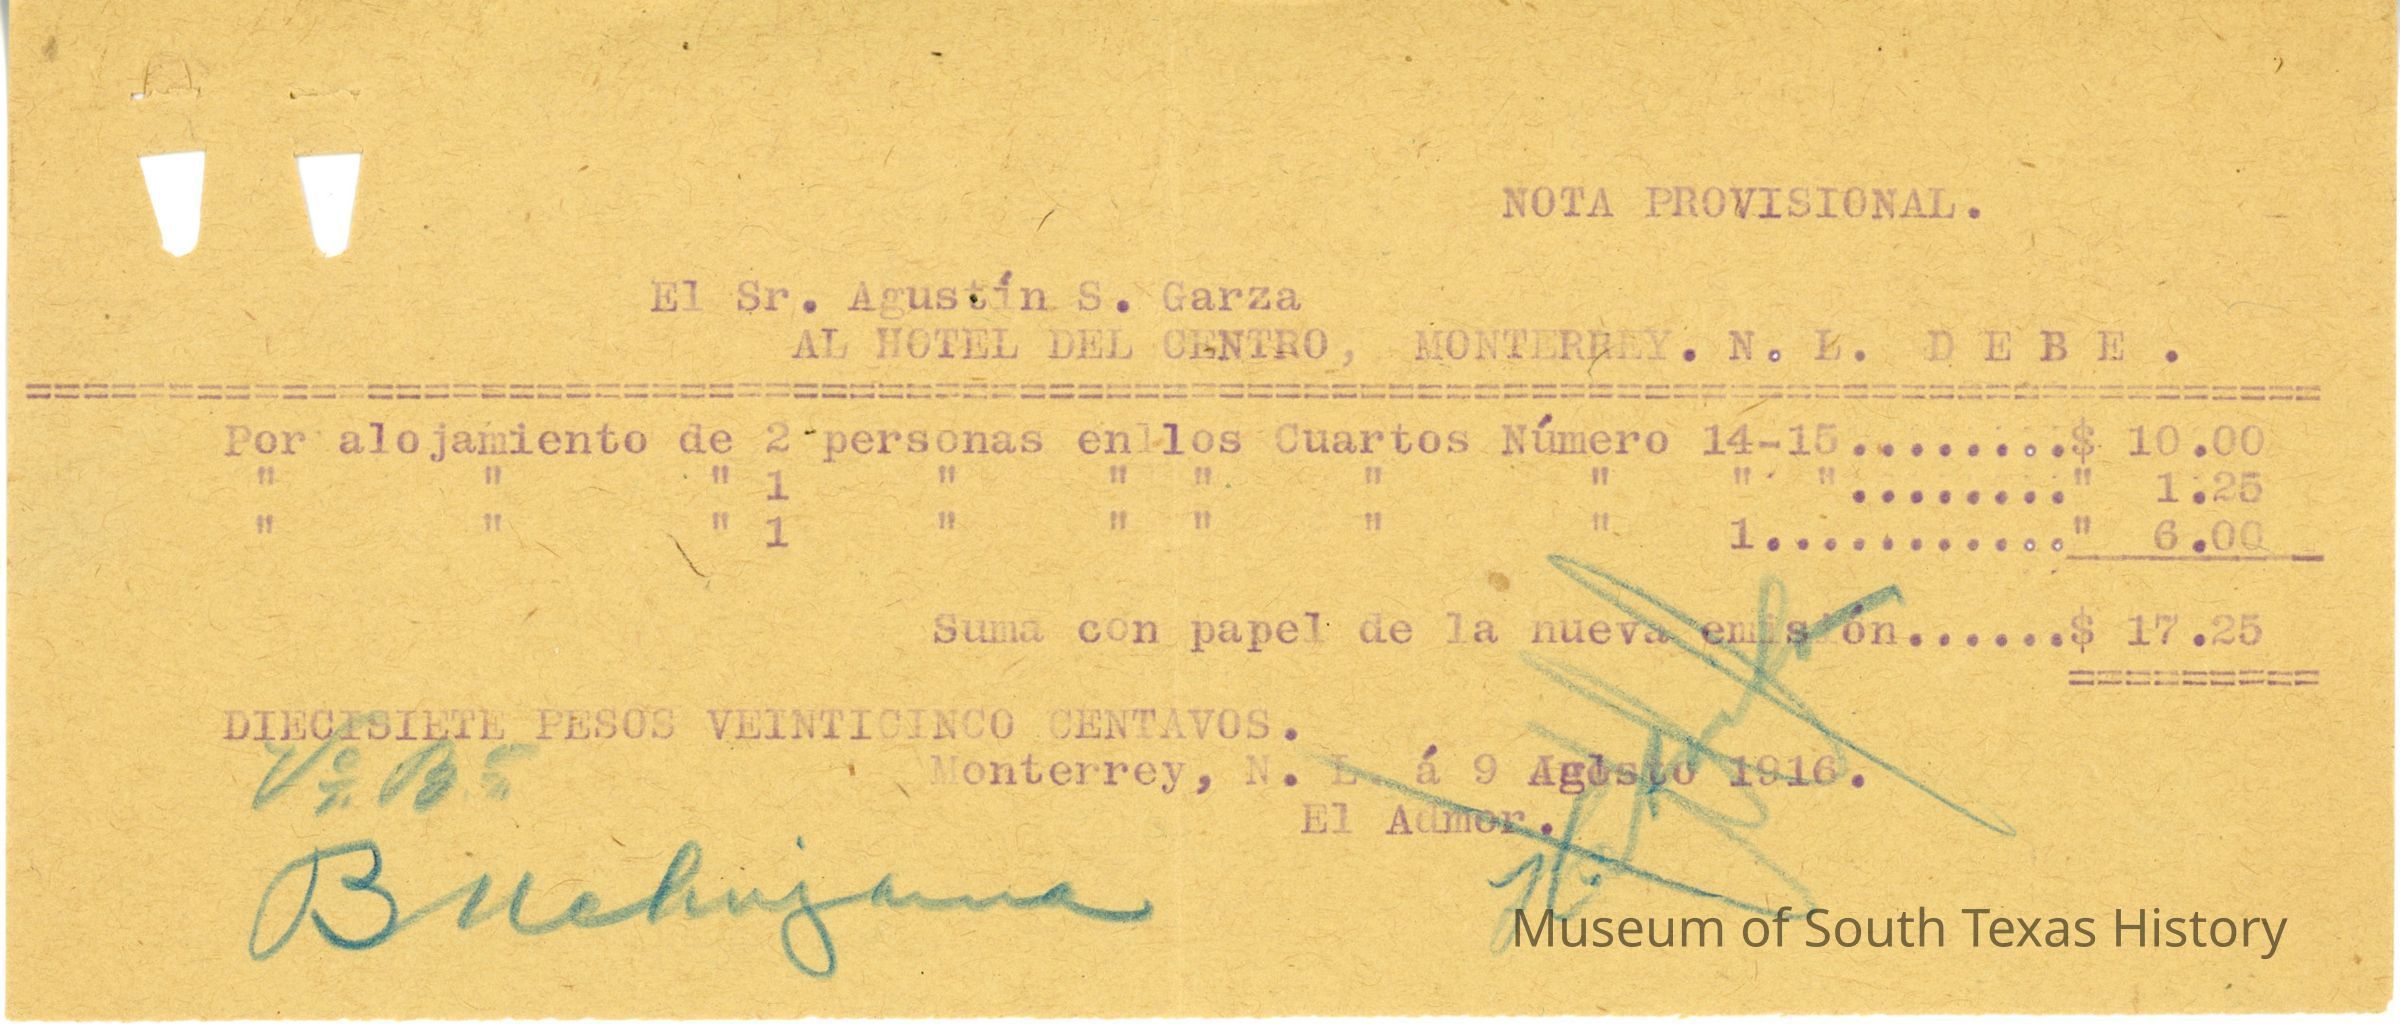 NOTA PROVISIONAL.
El Sr. Agustín S. Garza
AL HOTEL DEL CENTRO, MONTERREY. N. L. D E B E .
==================================================
Por alojamiento de 2 personas en los Cuartos Número 14-15........$ 10.00
" " " 1 " " " " " " "........" 1.25
" " " 1 " " " " " 1............." 6.00
Suma con papel de la nueva emisión......$ 17.25
=========
DIECISIETE PESOS VEINTICINCO CENTAVOS.
Vo. Bo.
Monterrey, N. L. á 9 Agosto 1916.
El Admor.
Museum of South Texas History